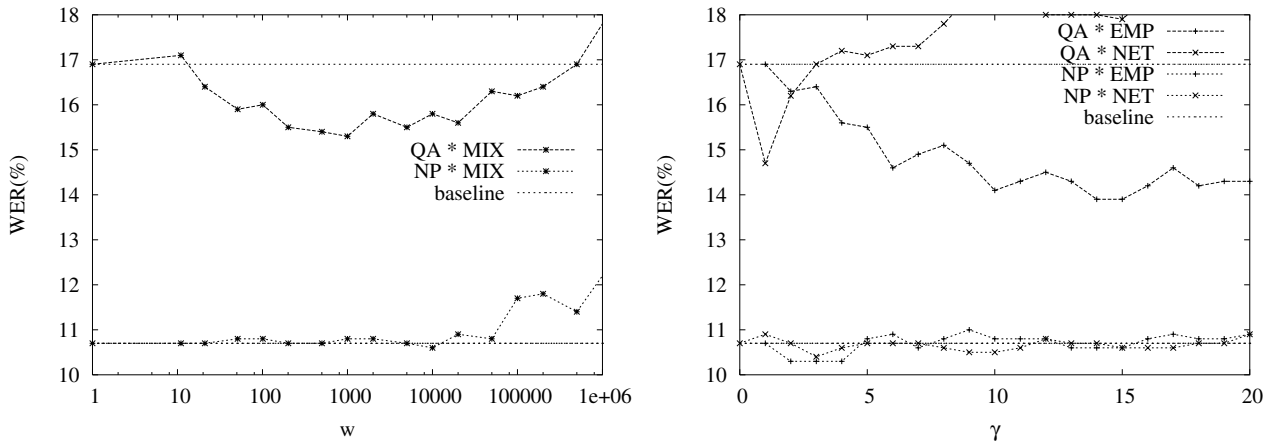 18
17
16
15
14
13
12
11
10
WER(%)
QA * MIX
NP * MIX
baseline
1
10
100
1000
10000
100000
1e+06
w
18
17
16
15
14
13
12
11
10
WER(%)
QA * EMP
QA * NET
NP * EMP
NP * NET
baseline
0
5
10
15
20
γ